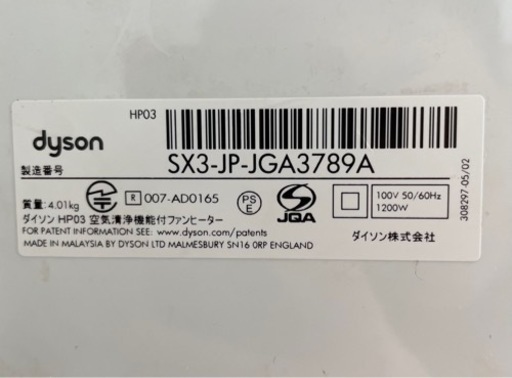 HP03
dyson
製造番号
SX3-JP-JGA3789A
質量:4.01kg
R 007-AD0165
PS E
JQA
100V 50/60Hz
1200W
ダイソン HP03 空気清浄機能付ファンヒーター
FOR PATENT INFORMATION SEE: www.dyson.com/patents
MADE IN MALAYSIA BY DYSON LTD MALMESBURY SN16 0RP ENGLAND
ダイソン株式会社
308297-05/02